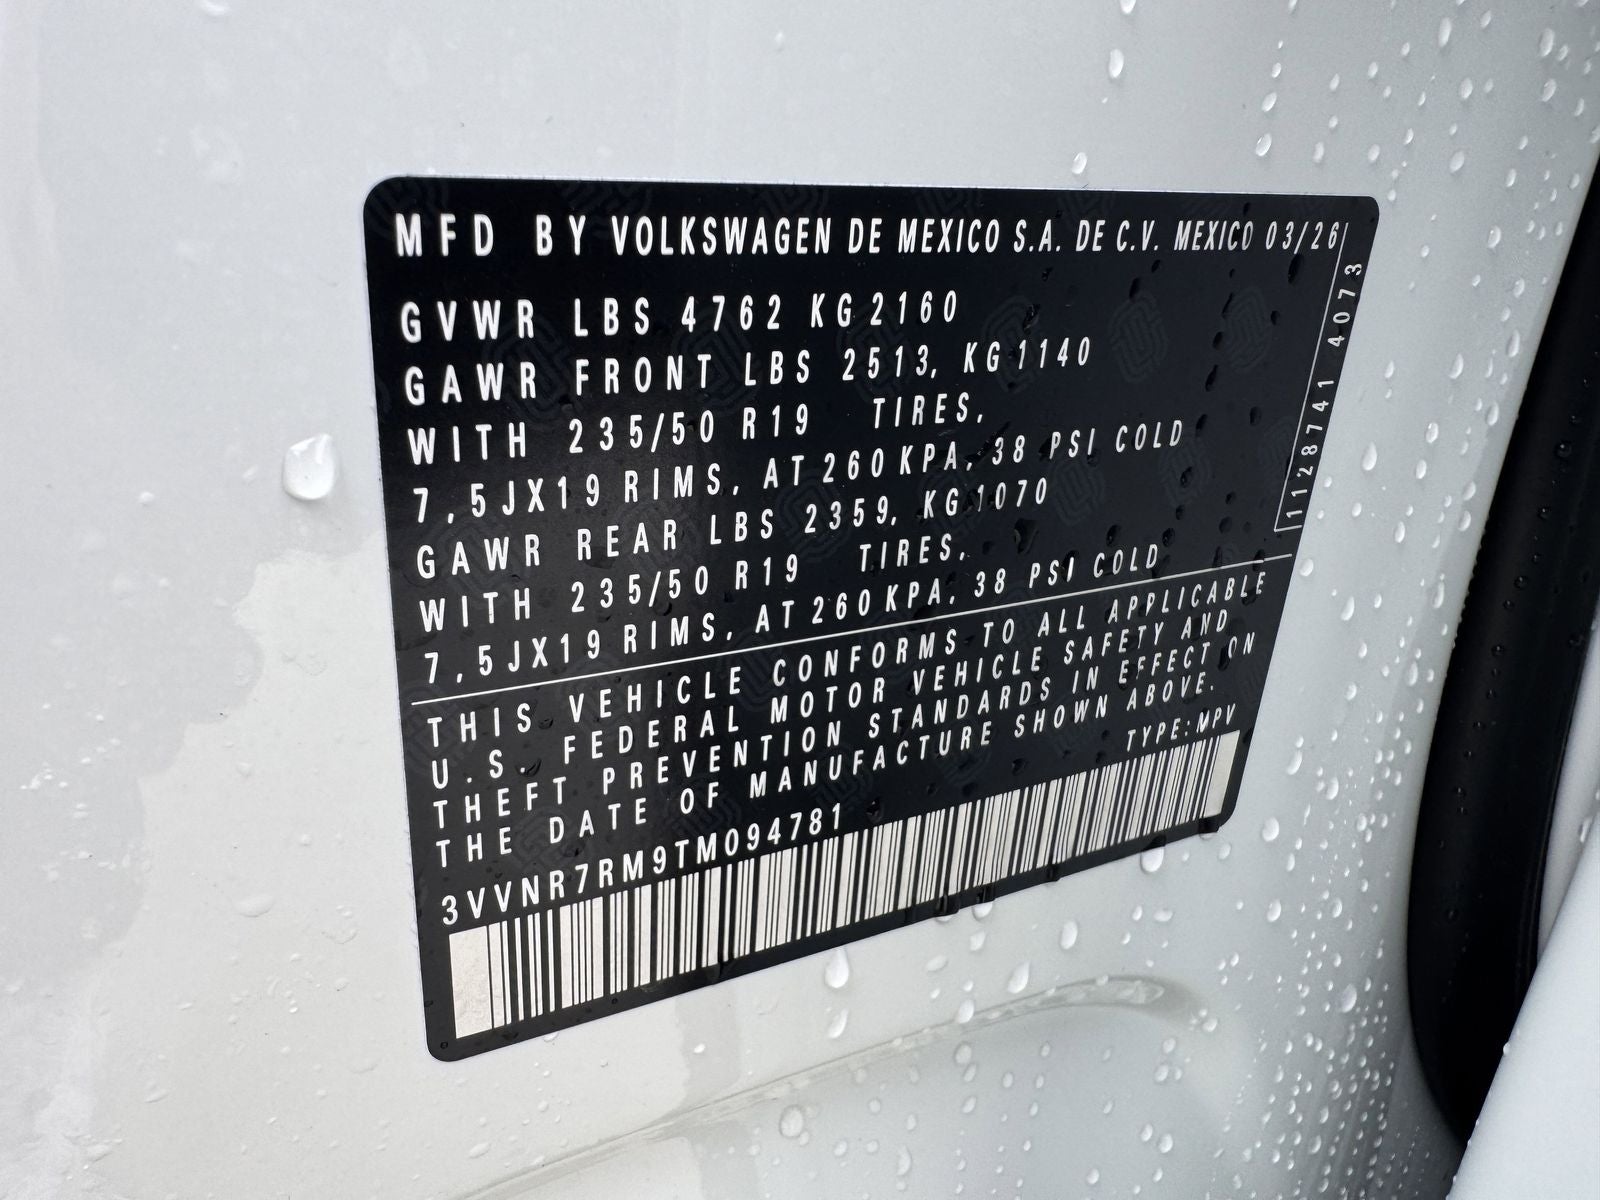 MFD BY VOLKSWAGEN DE MEXICO S.A. DE C.V. MEXICO 03/26
GVWR LBS 4762 KG 2160
GAWR FRONT LBS 2513, KG 1140
WITH 235/50 R19 TIRES,
7,5JX19 RIMS, AT 260 KPA, 38 PSI COLD
GAWR REAR LBS 2359, KG 1070
WITH 235/50 R19 TIRES,
7,5JX19 RIMS, AT 260 KPA, 38 PSI COLD
THIS VEHICLE CONFORMS TO ALL APPLICABLE
U.S. FEDERAL MOTOR VEHICLE SAFETY AND
THEFT PREVENTION STANDARDS IN EFFECT ON
THE DATE OF MANUFACTURE SHOWN ABOVE.
TYPE: MPV
3VVNR7RM9TM094781
11287411 4073